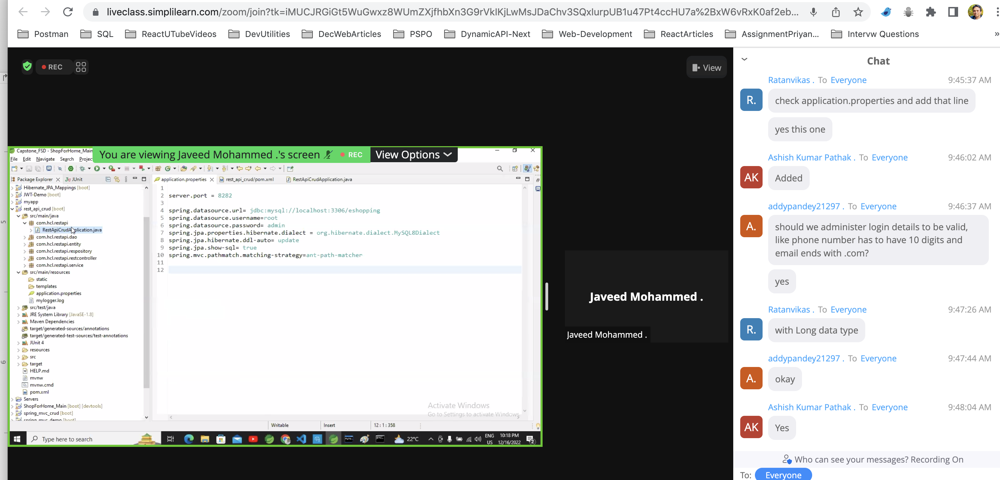 liveclass.simplilearn.com/zoom/join?tk=iMUCJRGiGt5WuGwxz8WUmZXjfhbXn3G9rVkIKjLwMsJDaChv3SQxIurpUB1u47Pt4ccHU7a%2BxW6vRxK0af2eb...
Postman SQL ReactUTubeVideos DevUtilities DecWebArticles PSPO DynamicAPI-Next Web-Development ReactArticles AssignmentPriyan... Intervw Questions »
REC
View
Capstone_FSD - ShopForHome_Main
You are viewing Javeed Mohammed .'s screen REC View Options
File Edit Navigate Search Projec
Package Explorer JUnit
Hibernate_JPA_Mappings [boot]
JWT-Demo [boot]
myapp
rest_api_crud [boot]
src/main/java
com.hcl.restapi
RestApiCrudApplication.java
com.hcl.restapi.dao
com.hcl.restapi.entity
com.hcl.restapi.respository
com.hcl.restapi.restcontroller
com.hcl.restapi.service
src/main/resources
static
templates
application.properties
mylogger.log
src/test/java
JRE System Library [JavaSE-1.8]
Maven Dependencies
target/generated-sources/annotations
target/generated-test-sources/test-annotations
JUnit 4
resources
src
target
HELP.md
mvnw
mvnw.cmd
pom.xml
Servers
ShopForHome_Main [boot] [devtools]
spring_mvc_crud [boot]
spring_mvc_demo [boot]
application.properties rest_api_crud/pom.xml RestApiCrudApplication.java
1
2 server.port = 8282
3
4 spring.datasource.url= jdbc:mysql://localhost:3306/eshopping
5 spring.datasource.username=root
6 spring.datasource.password= admin
7 spring.jpa.properties.hibernate.dialect = org.hibernate.dialect.MySQL8Dialect
8 spring.jpa.hibernate.ddl-auto= update
9 spring.jpa.show-sql= true
10 spring.mvc.pathmatch.matching-strategy=ant-path-matcher
11
12
Activate Windows
Go to Settings to activate Windows.
Writable Insert 12 : 1 : 358
Type here to search
22°C
ENG
US
10:18 PM
12/16/2022
2
5
6
Javeed Mohammed .
Javeed Mohammed .
Chat
Ratanvikas . To Everyone 9:45:37 AM
R.
check application.properties and add that line
yes this one
Ashish Kumar Pathak . To Everyone 9:46:02 AM
AK
Added
addypandey21297 . To Everyone 9:46:37 AM
A.
should we administer login details to be valid,
like phone number has to have 10 digits and
email ends with .com?
yes
Ratanvikas . To Everyone 9:47:26 AM
R.
with Long data type
addypandey21297 . To Everyone 9:47:44 AM
A.
okay
Ashish Kumar Pathak . To Everyone 9:48:04 AM
AK
Yes
Who can see your messages? Recording On
To: Everyone